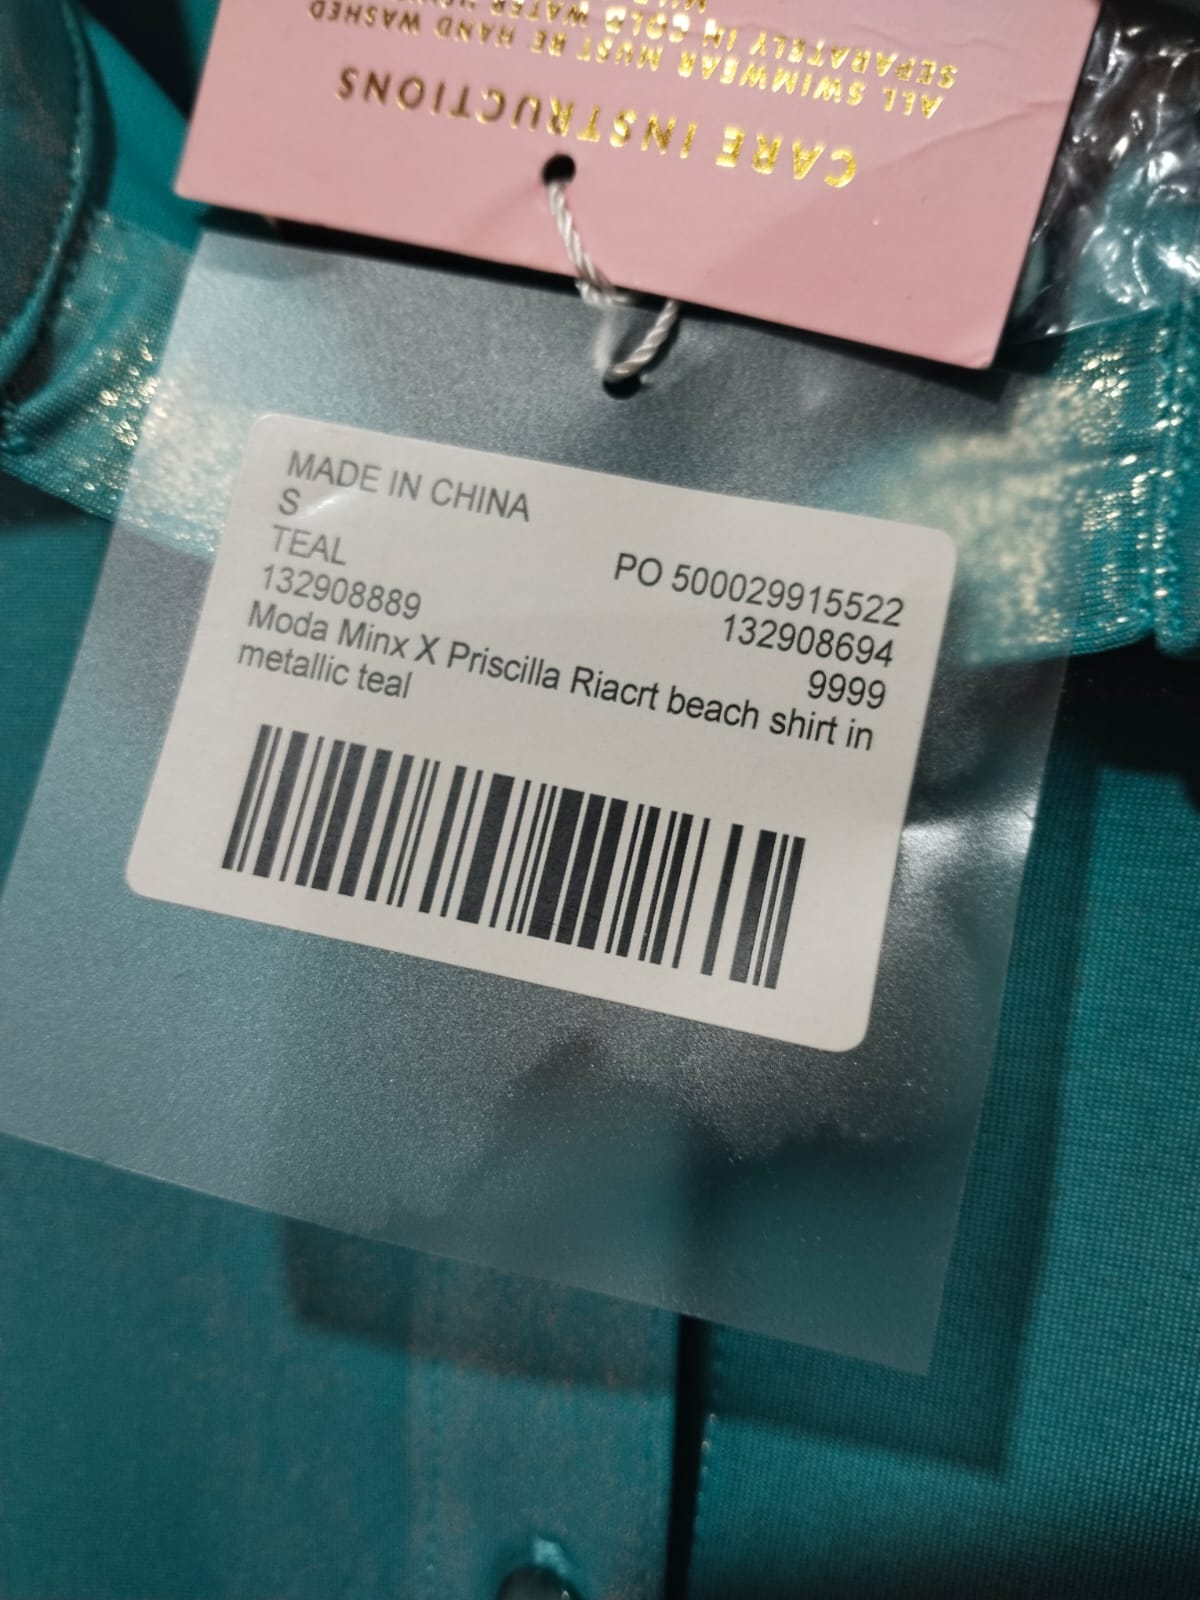 CARE INSTRUCTIONS
ALL SWIMWEAR MUST BE HAND WASHED
SEPARATELY IN COLD WATER
MADE IN CHINA
S
TEAL
PO 500029915522
132908889
132908694
9999
Moda Minx X Priscilla Riacrt beach shirt in
metallic teal